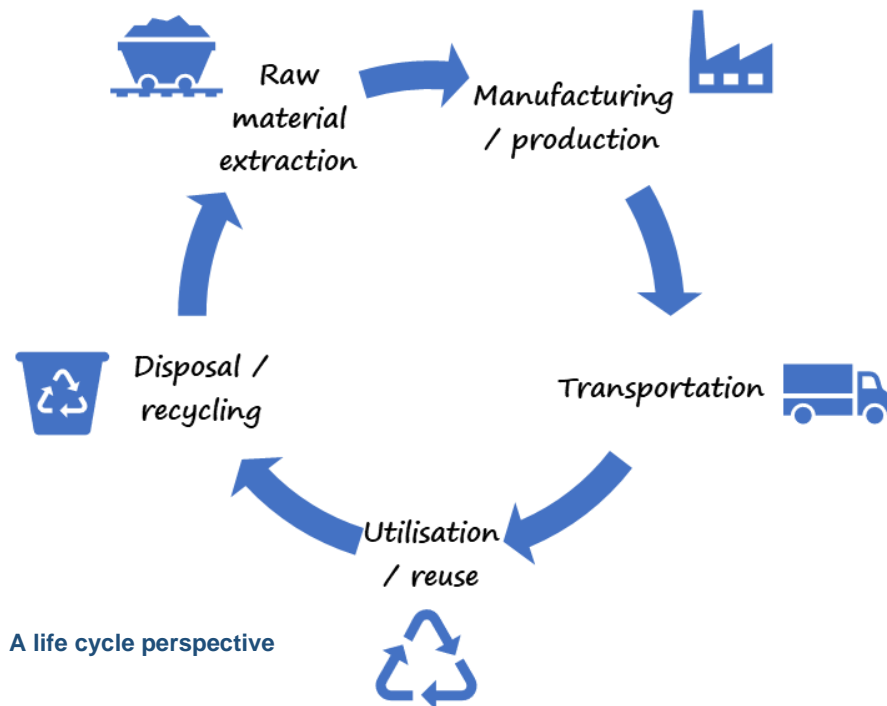 Raw
material
extraction
Manufacturing
/ production
Transportation
Utilisation
/ reuse
Disposal /
recycling
A life cycle perspective